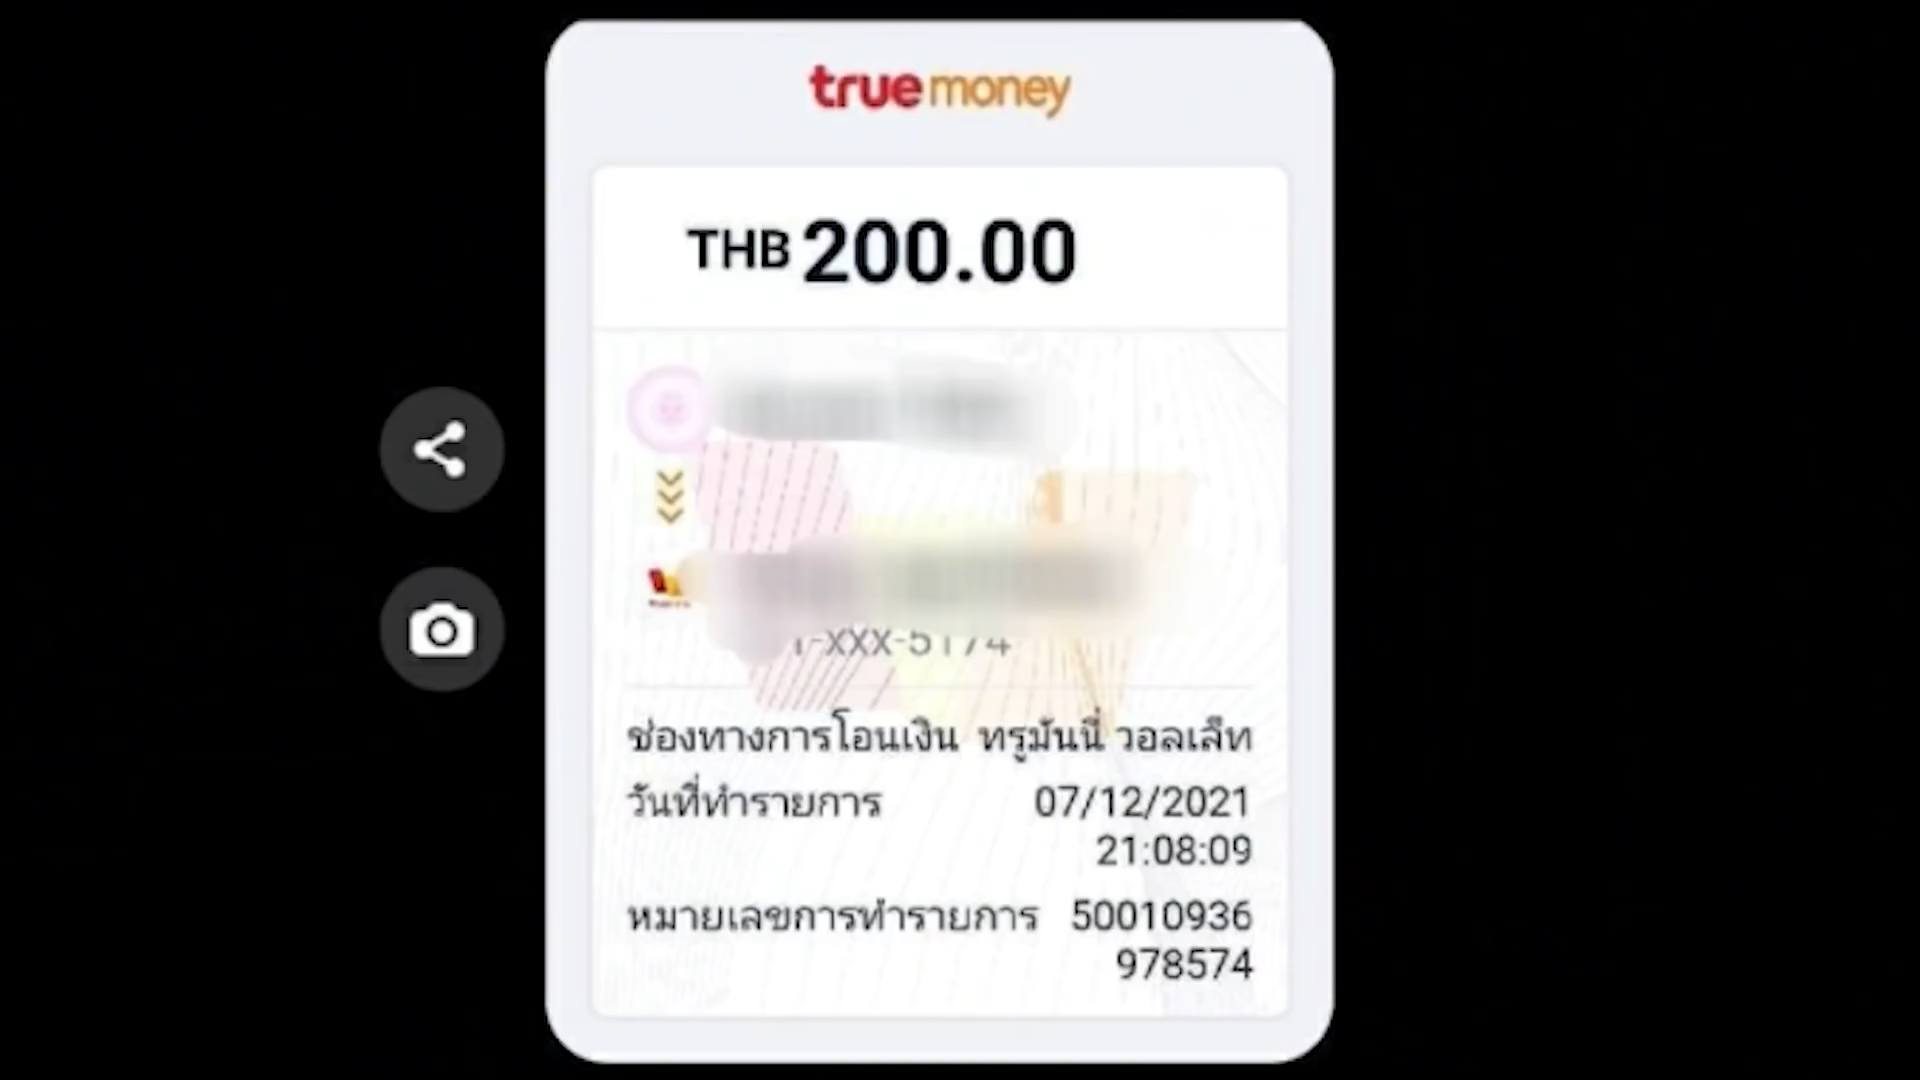 truemoney
THB 200.00
-xxx-5174
ช่องทางการโอนเงิน ทรูมันนี่ วอลเล็ท
วันที่ทำรายการ 07/12/2021
21:08:09
หมายเลขการทำรายการ 50010936
978574